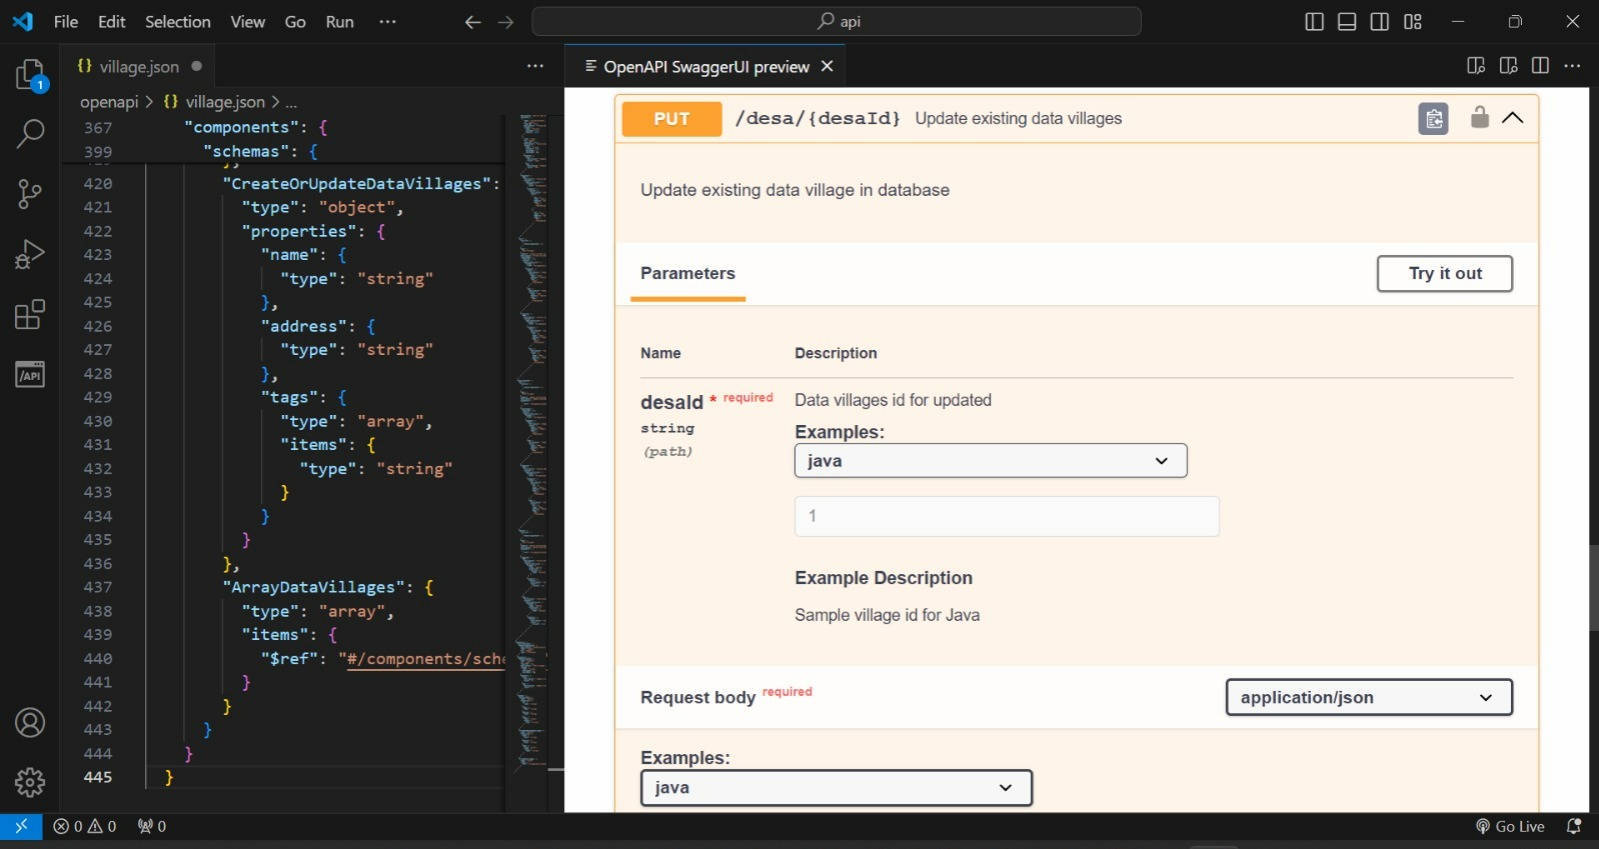 File Edit Selection View Go Run ···
api
{} village.json
OpenAPI SwaggerUI preview
openapi > {} village.json > ...
367 "components": {
399 "schemas": {
420 "CreateOrUpdateDataVillages":
421 "type": "object",
422 "properties": {
423 "name": {
424 "type": "string"
425 },
426 "address": {
427 "type": "string"
428 },
429 "tags": {
430 "type": "array",
431 "items": {
432 "type": "string"
433 }
434 }
435 }
436 },
437 "ArrayDataVillages": {
438 "type": "array",
439 "items": {
440 "$ref": "#/components/sche
441 }
442 }
443 }
444 }
445 }
1
/API
PUT /desa/{desaId} Update existing data villages
Update existing data village in database
Parameters
Try it out
Name Description
desaId * required
string
(path)
Data villages id for updated
Examples:
java
1
Example Description
Sample village id for Java
Request body required
application/json
Examples:
java
0 0 0
Go Live